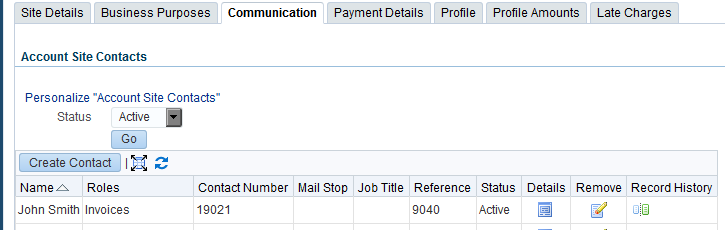 Site Details Business Purposes Communication Payment Details Profile Profile Amounts Late Charges
Account Site Contacts
Personalize "Account Site Contacts"
Status Active
Go
Create Contact
Name Roles Contact Number Mail Stop Job Title Reference Status Details Remove Record History
John Smith Invoices 19021 9040 Active